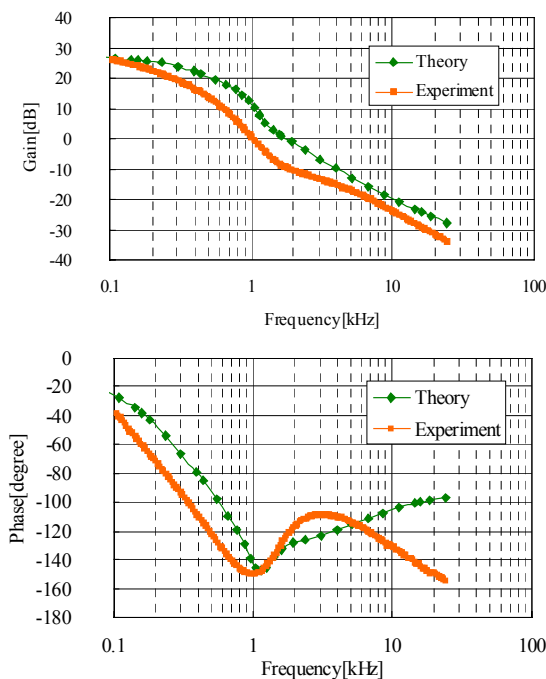 40
30
20
10
0
-10
-20
-30
-40
Gain[dB]
Theory
Experiment
0.1 1 10 100
Frequency[kHz]
0
-20
-40
-60
-80
-100
-120
-140
-160
-180
Phase[degree]
Theory
Experiment
0.1 1 10 100
Frequency[kHz]